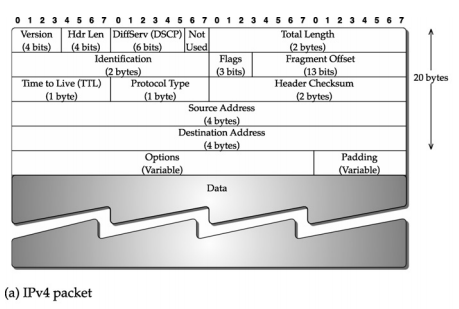 0 1 2 3 4 5 6 7 0 1 2 3 4 5 6 7 0 1 2 3 4 5 6 7 0 1 2 3 4 5 6 7
Version Hdr Len DiffServ (DSCP) Not Total Length
(4 bits) (4 bits) (6 bits) Used (2 bytes)
Identification Flags Fragment Offset
(2 bytes) (3 bits) (13 bits)
20 bytes
Time to Live (TTL) Protocol Type Header Checksum
(1 byte) (1 byte) (2 bytes)
Source Address
(4 bytes)
Destination Address
(4 bytes)
Options Padding
(Variable) (Variable)
Data
(a) IPv4 packet